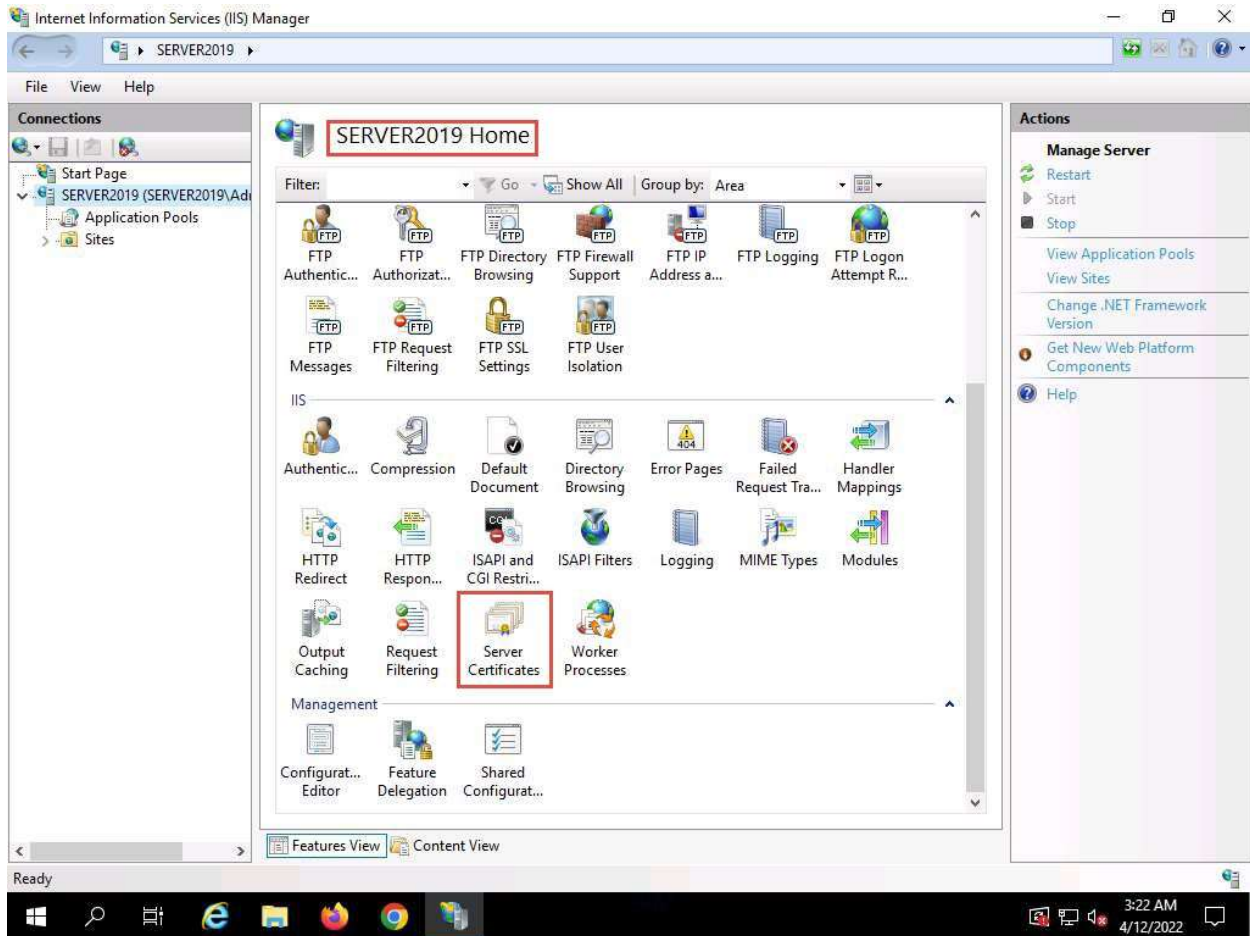 Internet Information Services (IIS) Manager
SERVER2019
File View Help
Connections
Start Page
SERVER2019 (SERVER2019\Adm
Application Pools
Sites
SERVER2019 Home
Filter: Go Show All Group by: Area
FTP Authentic...
FTP Authorizat...
FTP Directory Browsing
FTP Firewall Support
FTP IP Address a...
FTP Logging
FTP Logon Attempt R...
FTP Messages
FTP Request Filtering
FTP SSL Settings
FTP User Isolation
IIS
Authentic...
Compression
Default Document
Directory Browsing
Error Pages
Failed Request Tra...
Handler Mappings
HTTP Redirect
HTTP Respon...
ISAPI and CGI Restri...
ISAPI Filters
Logging
MIME Types
Modules
Output Caching
Request Filtering
Server Certificates
Worker Processes
Management
Configurat... Editor
Feature Delegation
Shared Configurat...
Features View Content View
Ready
Actions
Manage Server
Restart
Start
Stop
View Application Pools
View Sites
Change .NET Framework
Version
Get New Web Platform
Components
Help
3:22 AM
4/12/2022